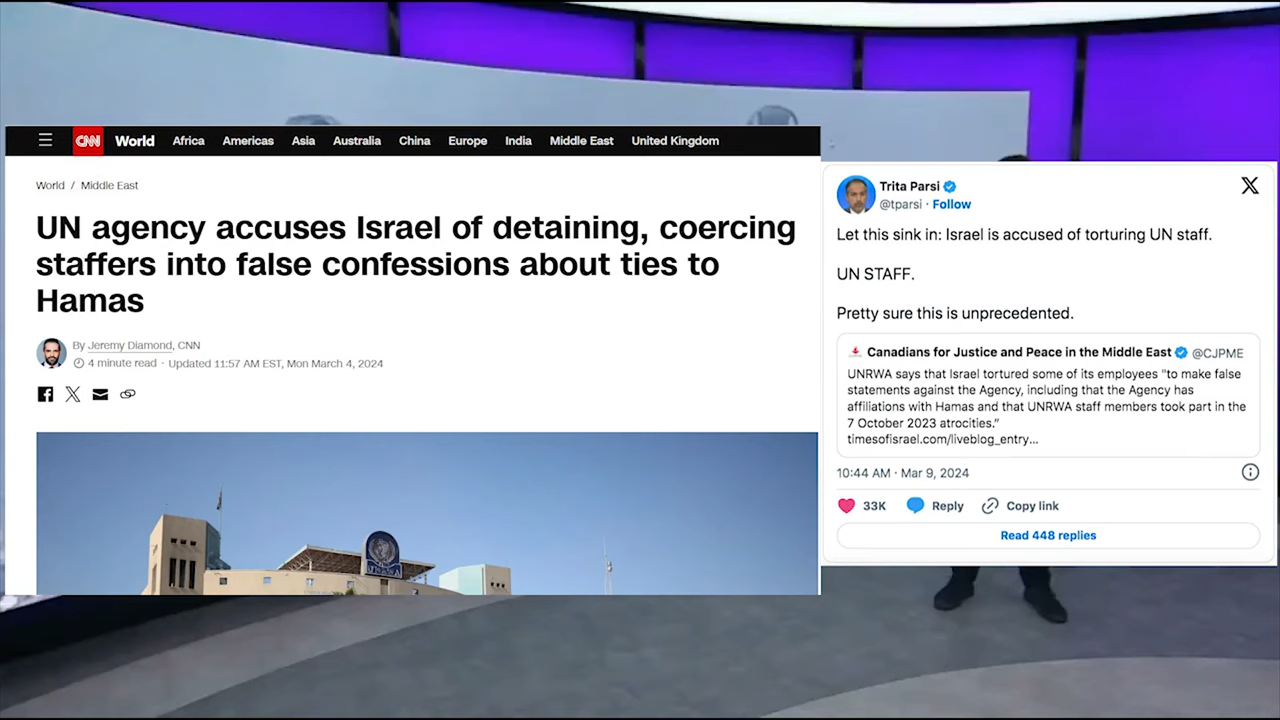 CNN World Africa Americas Asia Australia China Europe India Middle East United Kingdom
World / Middle East
UN agency accuses Israel of detaining, coercing
staffers into false confessions about ties to
Hamas
By Jeremy Diamond, CNN
4 minute read · Updated 11:57 AM EST, Mon March 4, 2024
Trita Parsi
@tparsi · Follow
Let this sink in: Israel is accused of torturing UN staff.
UN STAFF.
Pretty sure this is unprecedented.
Canadians for Justice and Peace in the Middle East @CJPME
UNRWA says that Israel tortured some of its employees "to make false
statements against the Agency, including that the Agency has
affiliations with Hamas and that UNRWA staff members took part in the
7 October 2023 atrocities."
timesofisrael.com/liveblog_entry...
10:44 AM · Mar 9, 2024
33K Reply Copy link
Read 448 replies